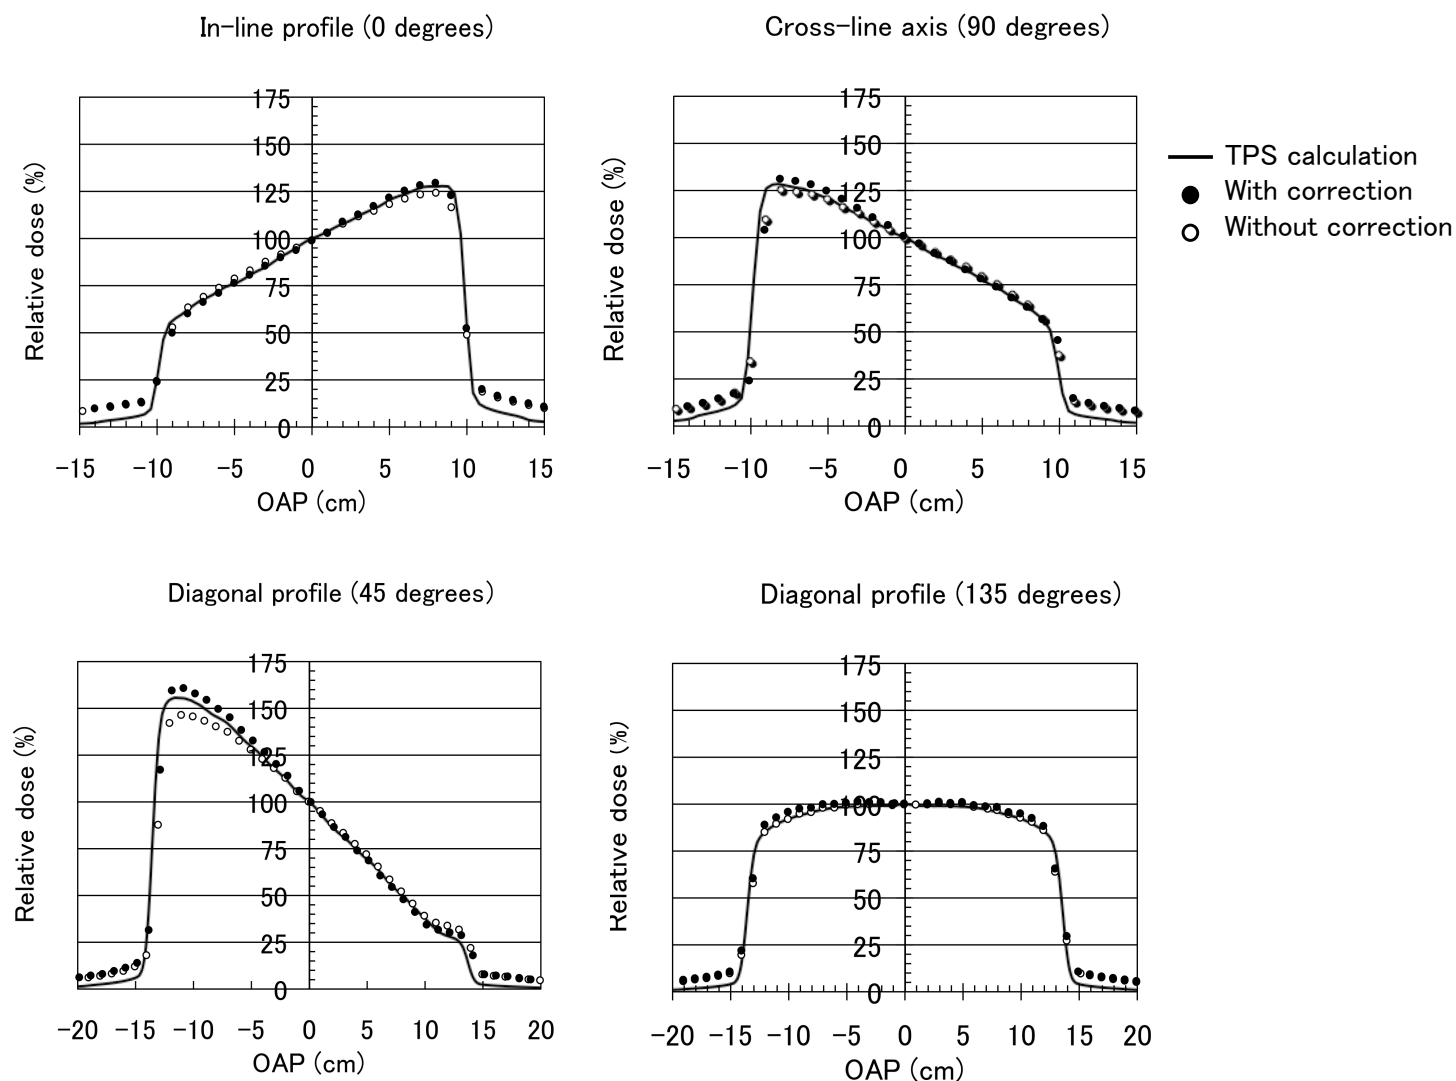 In-line profile (0 degrees)
Cross-line axis (90 degrees)
175
150
125
100
75
50
25
0
-15 -10 -5 0 5 10 15
OAP (cm)
Relative dose (%)
175
150
125
100
75
50
25
0
-15 -10 -5 0 5 10 15
OAP (cm)
Relative dose (%)
TPS calculation
With correction
Without correction
Diagonal profile (45 degrees)
Diagonal profile (135 degrees)
175
150
125
100
75
50
25
0
-20 -15 -10 -5 0 5 10 15 20
OAP (cm)
Relative dose (%)
175
150
125
100
75
50
25
0
-20 -15 -10 -5 0 5 10 15 20
OAP (cm)
Relative dose (%)